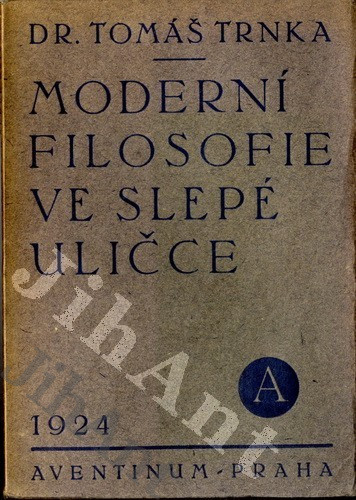 DR. TOMÁŠ TRNKA
MODERNÍ
FILOSOFIE
VE SLEPÉ
ULIČCE
A
1924
AVENTINUM-PRAHA
JihAnt